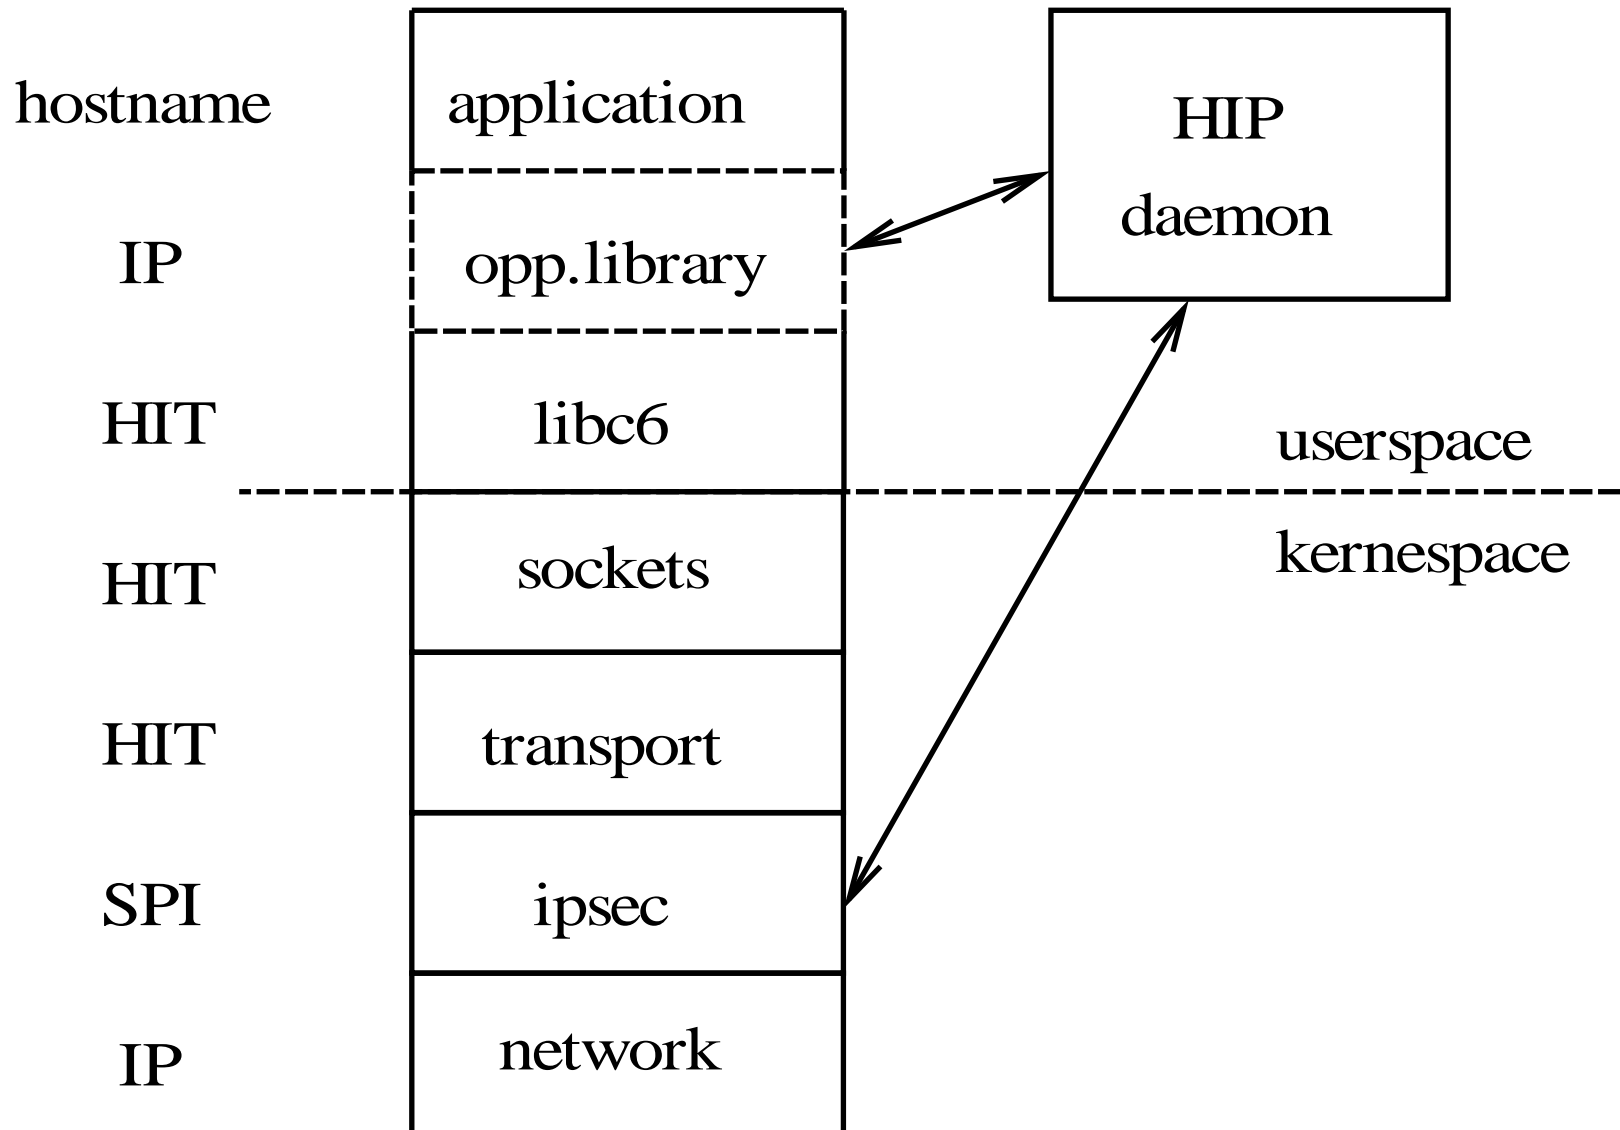 hostname
application
HIP
daemon
IP
opp.library
HIT
libc6
userspace
kernespace
HIT
sockets
HIT
transport
SPI
ipsec
IP
network